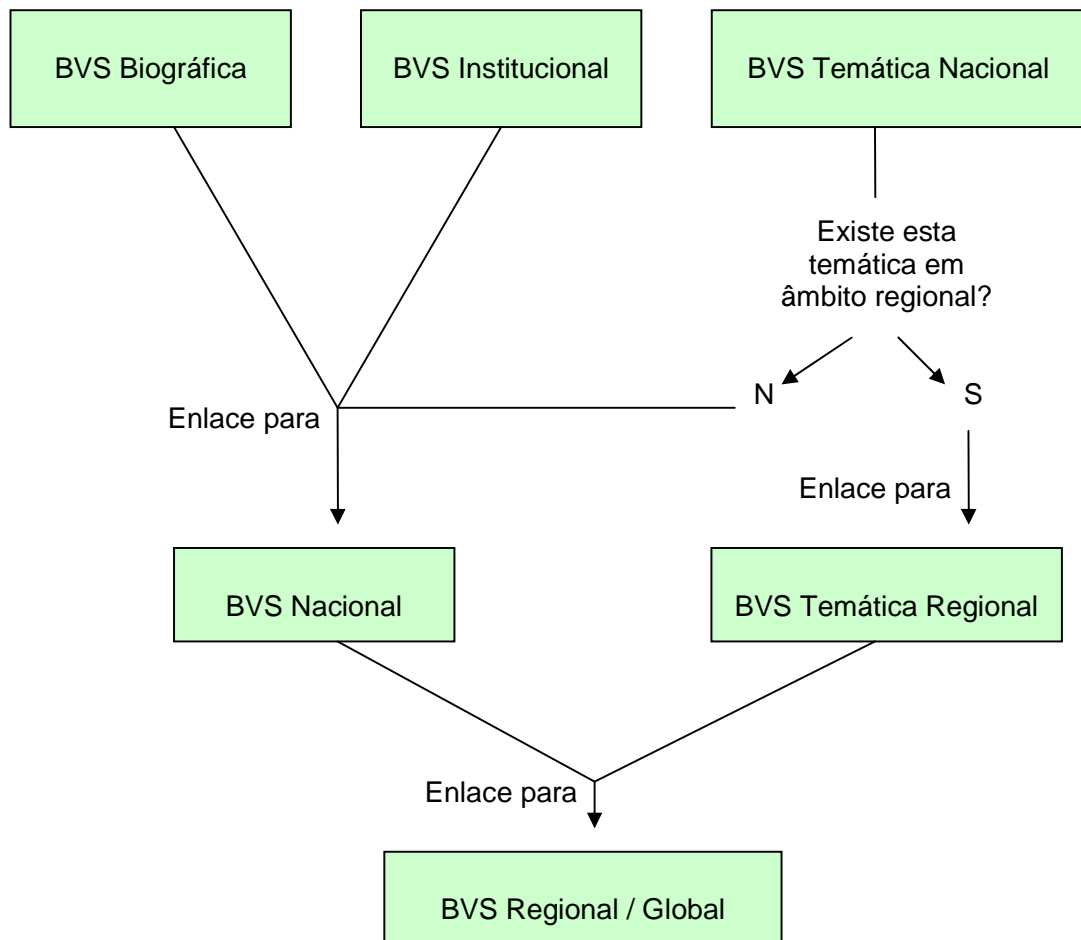 BVS Biográfica
BVS Institucional
BVS Temática Nacional
Existe esta
temática em
âmbito regional?
N
S
Enlace para
Enlace para
BVS Nacional
BVS Temática Regional
Enlace para
BVS Regional / Global